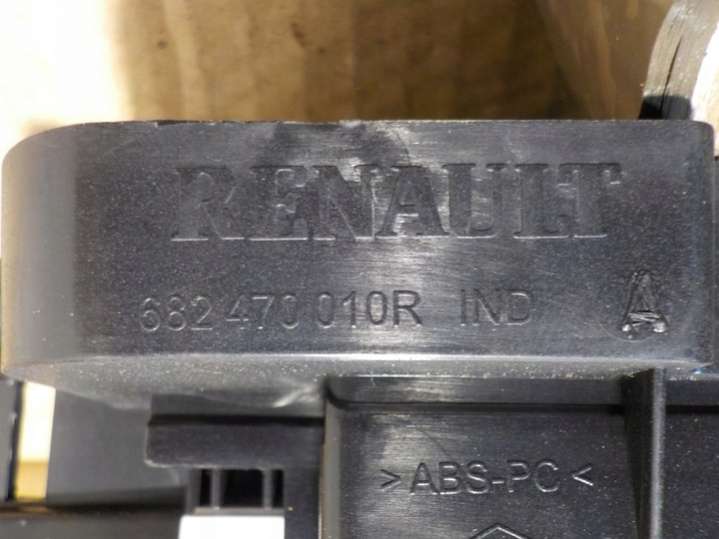 RENAULT
682 470 010R IND A
>ABS-PC<